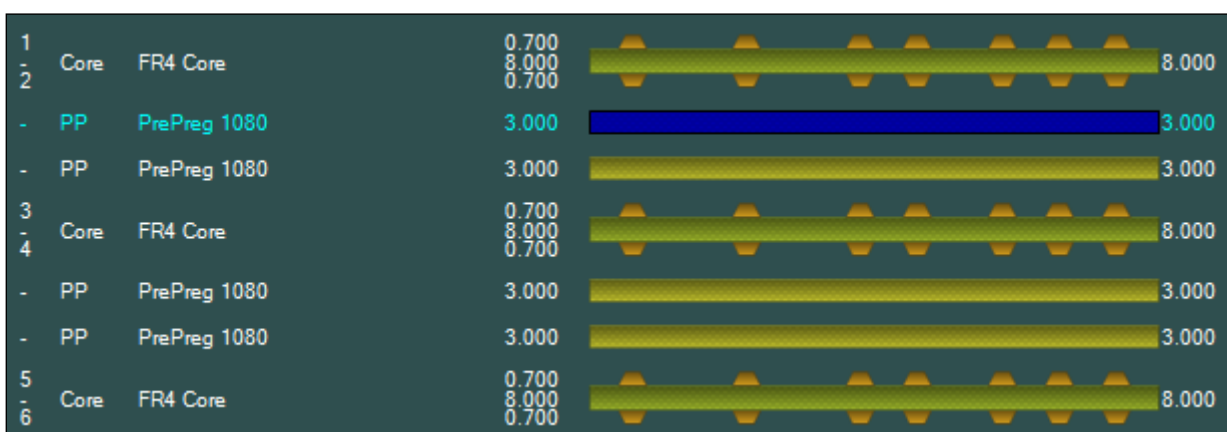 1 0.700
- Core FR4 Core 8.000 8.000
2 0.700
- PP PrePreg 1080 3.000 3.000
- PP PrePreg 1080 3.000 3.000
3 0.700
- Core FR4 Core 8.000 8.000
4 0.700
- PP PrePreg 1080 3.000 3.000
- PP PrePreg 1080 3.000 3.000
5 0.700
- Core FR4 Core 8.000 8.000
6 0.700